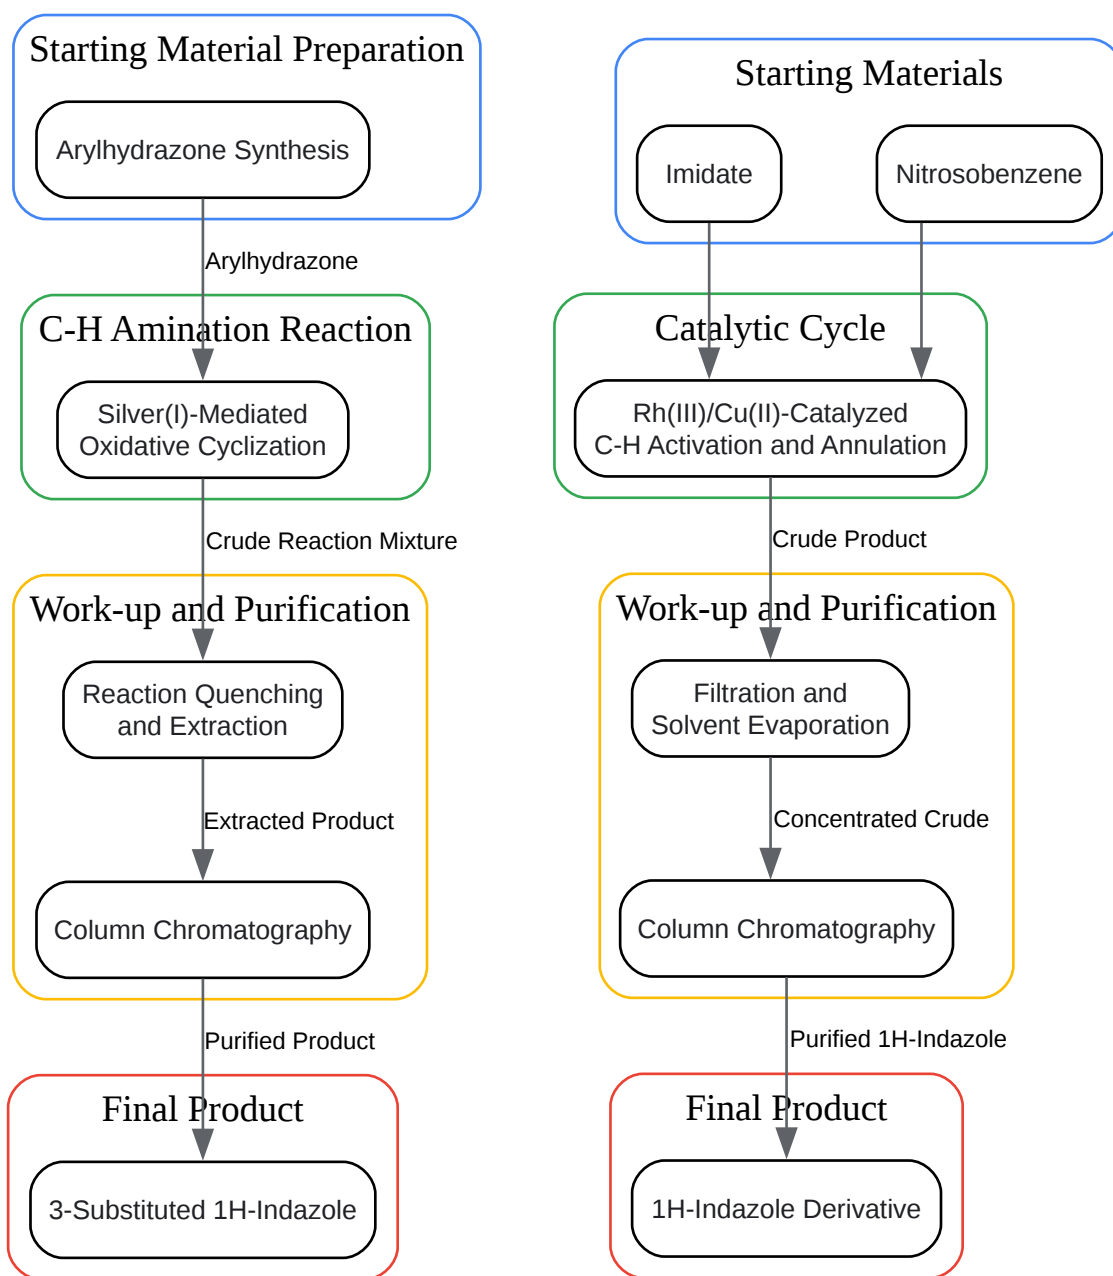 Starting Material Preparation
Arylhydrazone Synthesis
Arylhydrazone
C-H Amination Reaction
Silver(I)-Mediated
Oxidative Cyclization
Crude Reaction Mixture
Work-up and Purification
Reaction Quenching
and Extraction
Extracted Product
Column Chromatography
Purified Product
Final Product
3-Substituted 1H-Indazole
Starting Materials
Imidate
Nitrosobenzene
Catalytic Cycle
Rh(III)/Cu(II)-Catalyzed
C-H Activation and Annulation
Crude Product
Work-up and Purification
Filtration and
Solvent Evaporation
Concentrated Crude
Column Chromatography
Purified 1H-Indazole
Final Product
1H-Indazole Derivative